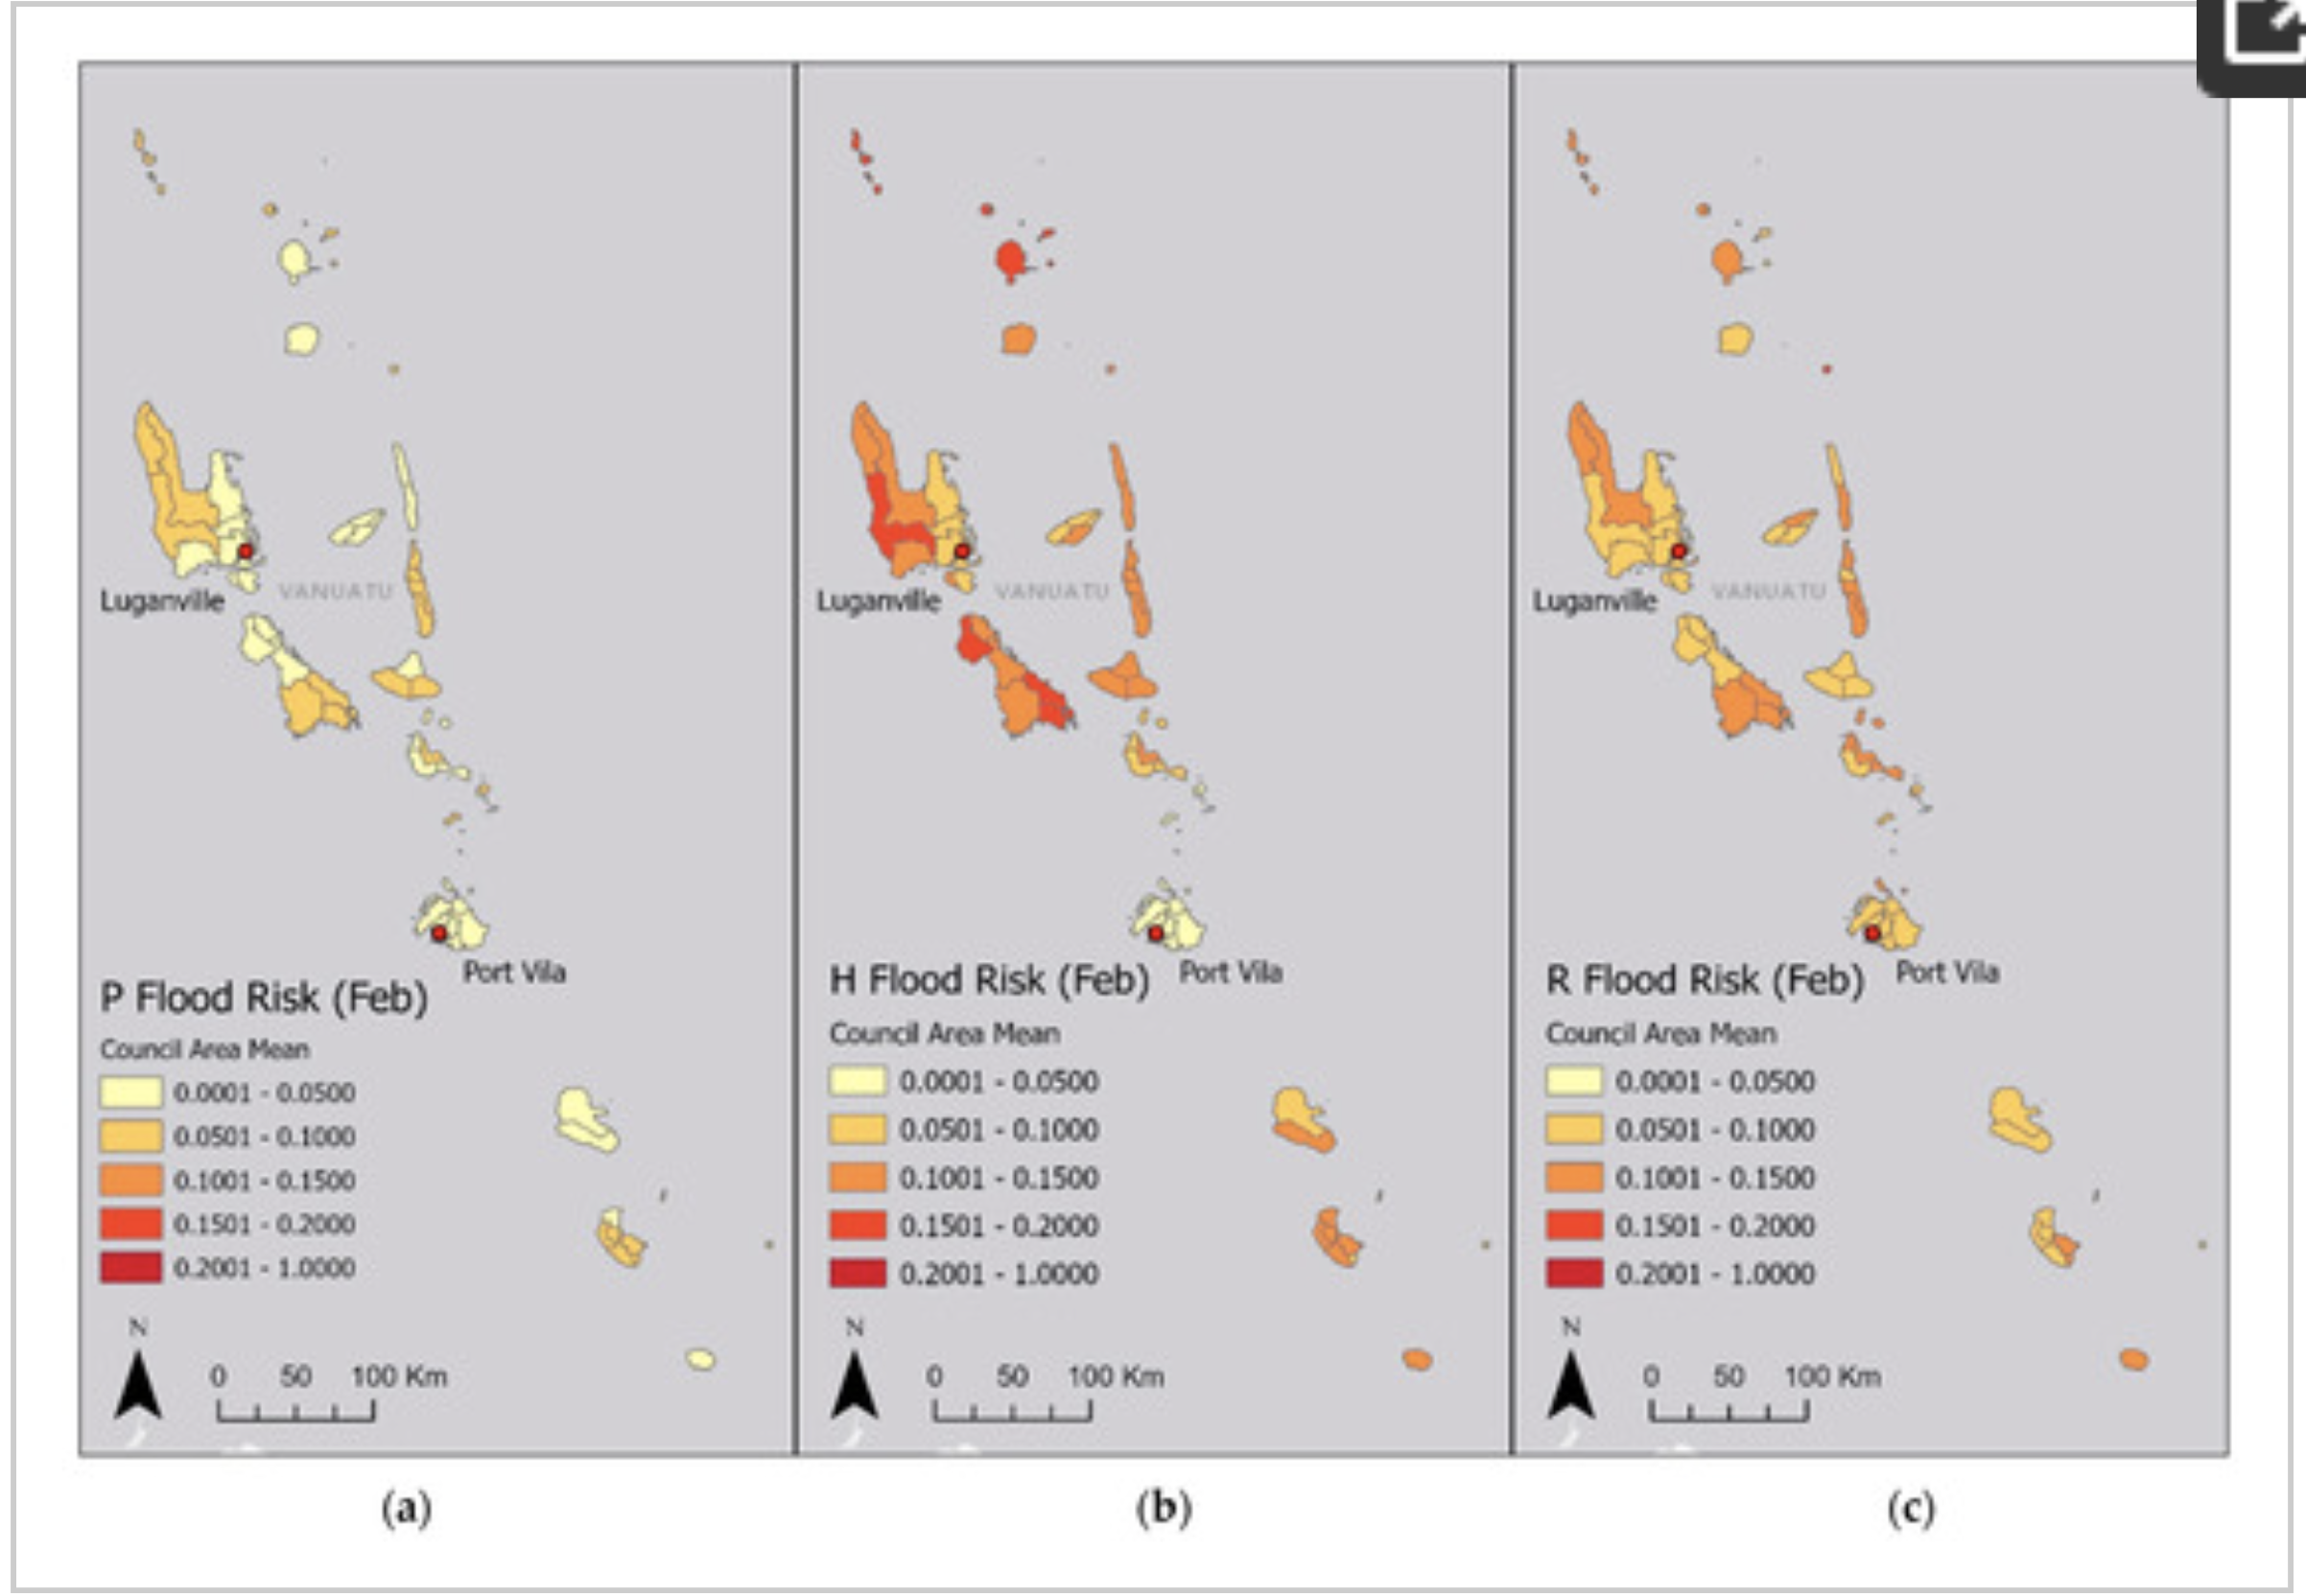 VANUATU
Luganville
Port Vila
P Flood Risk (Feb)
Council Area Mean
0.0001 - 0.0500
0.0501 - 0.1000
0.1001 - 0.1500
0.1501 - 0.2000
0.2001 - 1.0000
N
0 50 100 Km
(a)
VANUATU
Luganville
Port Vila
H Flood Risk (Feb)
Council Area Mean
0.0001 - 0.0500
0.0501 - 0.1000
0.1001 - 0.1500
0.1501 - 0.2000
0.2001 - 1.0000
N
0 50 100 Km
(b)
VANUATU
Luganville
Port Vila
R Flood Risk (Feb)
Council Area Mean
0.0001 - 0.0500
0.0501 - 0.1000
0.1001 - 0.1500
0.1501 - 0.2000
0.2001 - 1.0000
N
0 50 100 Km
(c)